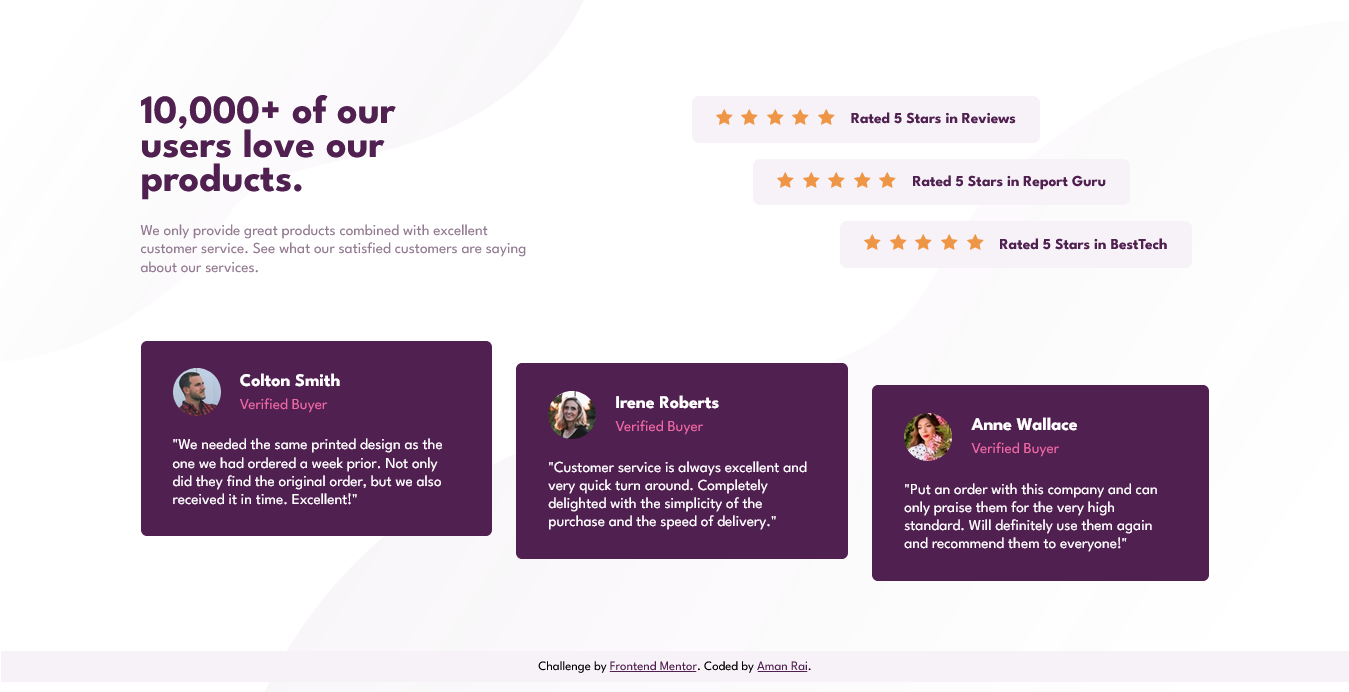 10,000+ of our
users love our
products.
We only provide great products combined with excellent
customer service. See what our satisfied customers are saying
about our services.
Rated 5 Stars in Reviews
Rated 5 Stars in Report Guru
Rated 5 Stars in BestTech
Colton Smith
Verified Buyer
"We needed the same printed design as the
one we had ordered a week prior. Not only
did they find the original order, but we also
received it in time. Excellent!"
Irene Roberts
Verified Buyer
"Customer service is always excellent and
very quick turn around. Completely
delighted with the simplicity of the
purchase and the speed of delivery."
Anne Wallace
Verified Buyer
"Put an order with this company and can
only praise them for the very high
standard. Will definitely use them again
and recommend them to everyone!"
Challenge by Frontend Mentor. Coded by Aman Rai.